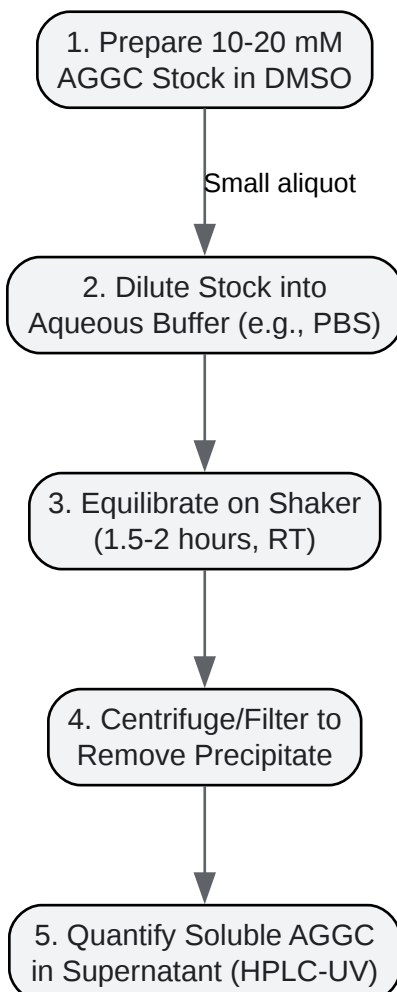 1. Prepare 10-20 mM
AGGC Stock in DMSO
Small aliquot
2. Dilute Stock into
Aqueous Buffer (e.g., PBS)
3. Equilibrate on Shaker
(1.5-2 hours, RT)
4. Centrifuge/Filter to
Remove Precipitate
5. Quantify Soluble AGGC
in Supernatant (HPLC-UV)